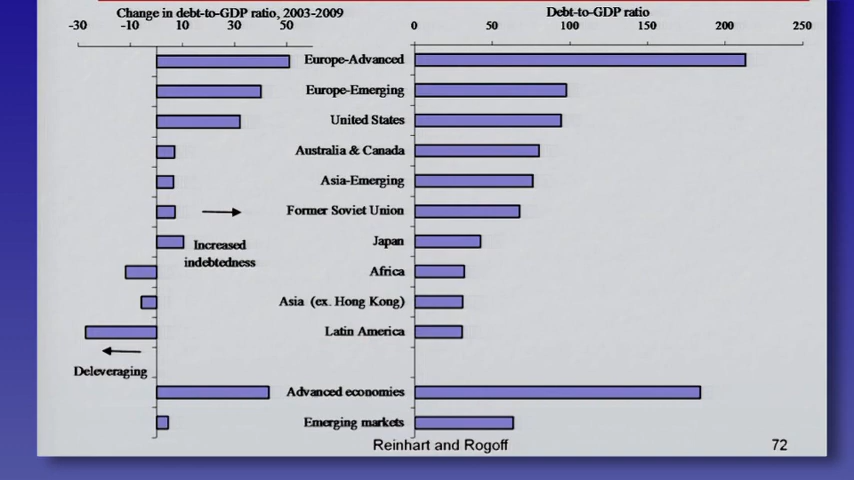 Change in debt-to-GDP ratio, 2003-2009
Debt-to-GDP ratio
-30 -10 10 30 50
0 50 100 150 200 250
Europe-Advanced
Europe-Emerging
United States
Australia & Canada
Asia-Emerging
Former Soviet Union
Japan
Increased
indebtedness
Africa
Asia (ex. Hong Kong)
Latin America
Deleveraging
Advanced economies
Emerging markets
Reinhart and Rogoff
72